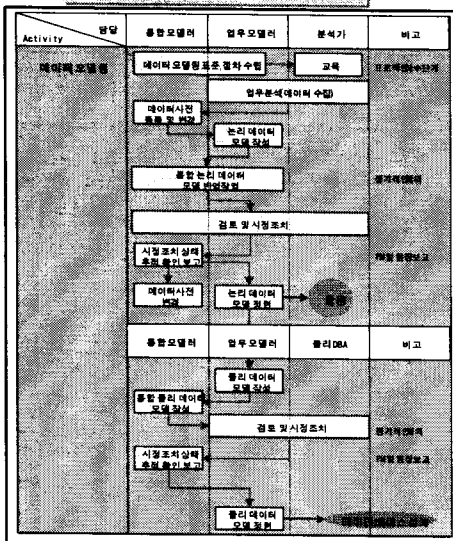 담당
Activity
통합모델러
업무모델러
분석가
비고
데이터 모델링
데이터 모델링 표준, 절차 수립
교육
업무분석(데이터 수집)
데이터사전
등록 및 변경
논리 데이터
모델 작성
통합 논리 데이터
모델 반영작업
검토 및 시정조치
시정조치 상태
추적 확인 보고
데이터사전
변경
논리 데이터
모델 정련
통합모델러
업무모델러
물리DBA
비고
물리 데이터
모델 작성
통합 물리 데이터
모델 작성
검토 및 시정조치
시정조치 상태
추적 확인 보고
물리 데이터
모델 정련